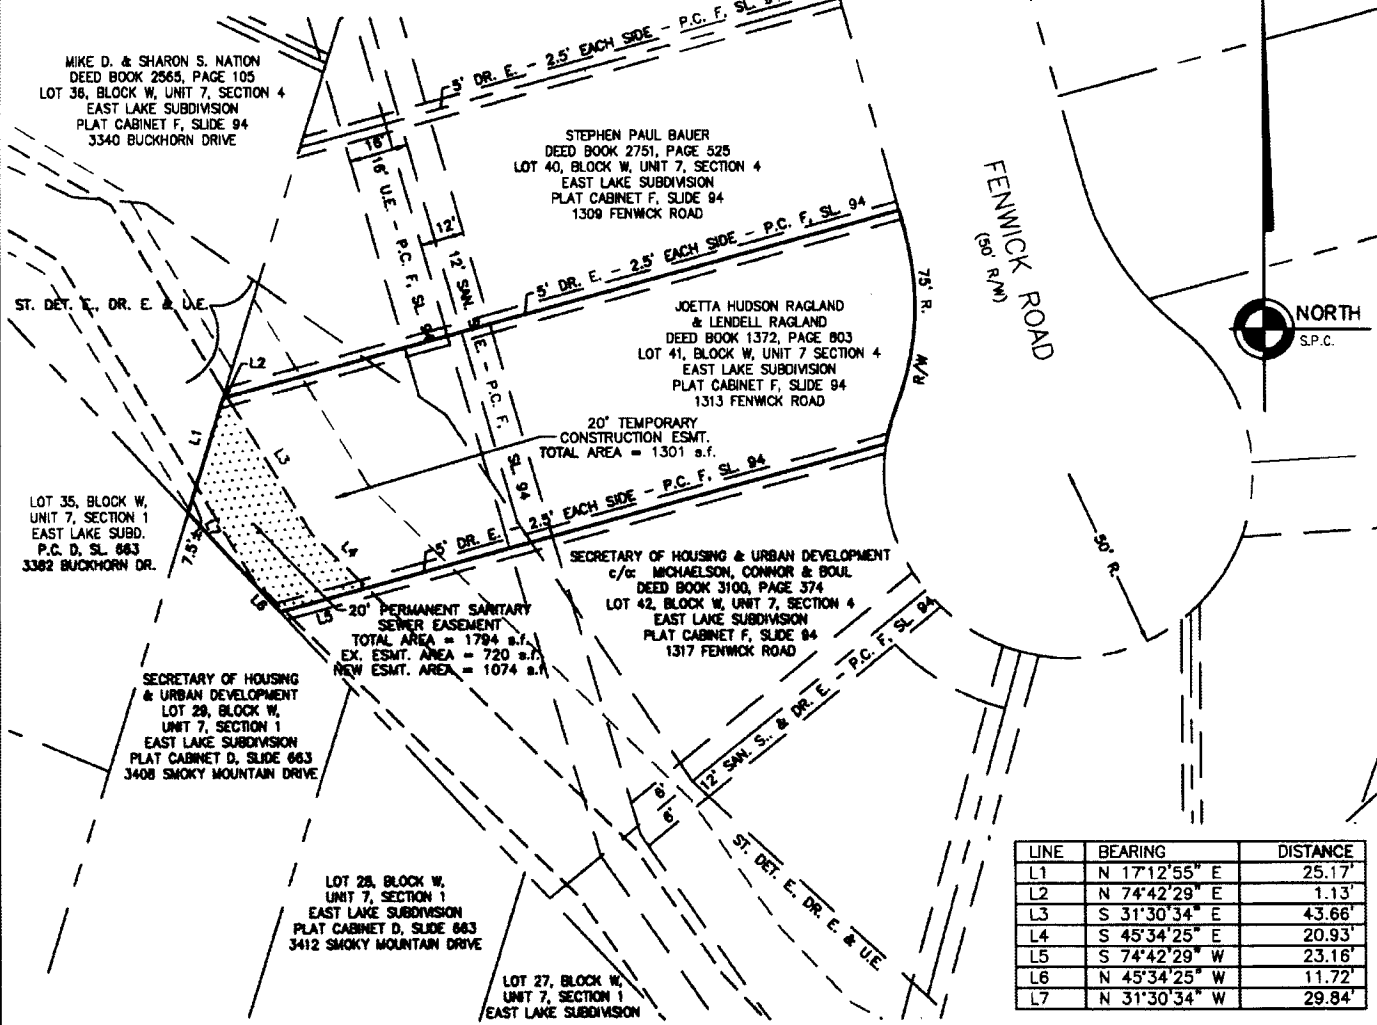 5' DR. E. - 2.5' EACH SIDE - P.C. F, SL.
MIKE D. & SHARON S. NATION
DEED BOOK 2565, PAGE 105
LOT 36, BLOCK W, UNIT 7, SECTION 4
EAST LAKE SUBDIVISION
PLAT CABINET F, SLIDE 94
3340 BUCKHORN DRIVE
STEPHEN PAUL BAUER
DEED BOOK 2751, PAGE 525
LOT 40, BLOCK W, UNIT 7, SECTION 4
EAST LAKE SUBDIVISION
PLAT CABINET F, SLIDE 94
1309 FENWICK ROAD
16'
16' U.E. - P.C. F, SL. 94
12'
12' SAN. S. E. - P.C. F, SL. 94
5' DR. E. - 2.5' EACH SIDE - P.C. F, SL. 94
FENWICK ROAD
(50' R/W)
75' R.
R/W
NORTH
S.P.C.
ST. DET. E., DR. E. & U.E.
JOETTA HUDSON RAGLAND
& LENDELL RAGLAND
DEED BOOK 1372, PAGE 803
LOT 41, BLOCK W, UNIT 7 SECTION 4
EAST LAKE SUBDIVISION
PLAT CABINET F, SLIDE 94
1313 FENWICK ROAD
L2
L1
L3
20' TEMPORARY
CONSTRUCTION ESMT.
TOTAL AREA = 1301 s.f.
5' DR. E. - 2.5' EACH SIDE - P.C. F, SL. 94
LOT 35, BLOCK W,
UNIT 7, SECTION 1
EAST LAKE SUBD.
P.C. D, SL. 663
3382 BUCKHORN DR.
7.5'±
L7
L4
L6
L5
50' R.
SECRETARY OF HOUSING & URBAN DEVELOPMENT
c/o: MICHAELSON, CONNOR & BOUL
DEED BOOK 3100, PAGE 374
LOT 42, BLOCK W, UNIT 7, SECTION 4
EAST LAKE SUBDIVISION
PLAT CABINET F, SLIDE 94
1317 FENWICK ROAD
20' PERMANENT SANITARY
SEWER EASEMENT
TOTAL AREA = 1794 s.f.
EX. ESMT. AREA = 720 s.f.
NEW ESMT. AREA = 1074 s.f.
SECRETARY OF HOUSING
& URBAN DEVELOPMENT
LOT 29, BLOCK W,
UNIT 7, SECTION 1
EAST LAKE SUBDIVISION
PLAT CABINET D, SLIDE 663
3408 SMOKY MOUNTAIN DRIVE
12' SAN. S., & DR. E. - P.C. F, SL. 94
6'
6'
ST. DET. E., DR. E. & U.E.
LOT 28, BLOCK W,
UNIT 7, SECTION 1
EAST LAKE SUBDIVISION
PLAT CABINET D, SLIDE 663
3412 SMOKY MOUNTAIN DRIVE
LOT 27, BLOCK W,
UNIT 7, SECTION 1
EAST LAKE SUBDIVISION
LINE BEARING DISTANCE
L1 N 17°12'55" E 25.17'
L2 N 74°42'29" E 1.13'
L3 S 31°30'34" E 43.66'
L4 S 45°34'25" E 20.93'
L5 S 74°42'29" W 23.16'
L6 N 45°34'25" W 11.72'
L7 N 31°30'34" W 29.84'